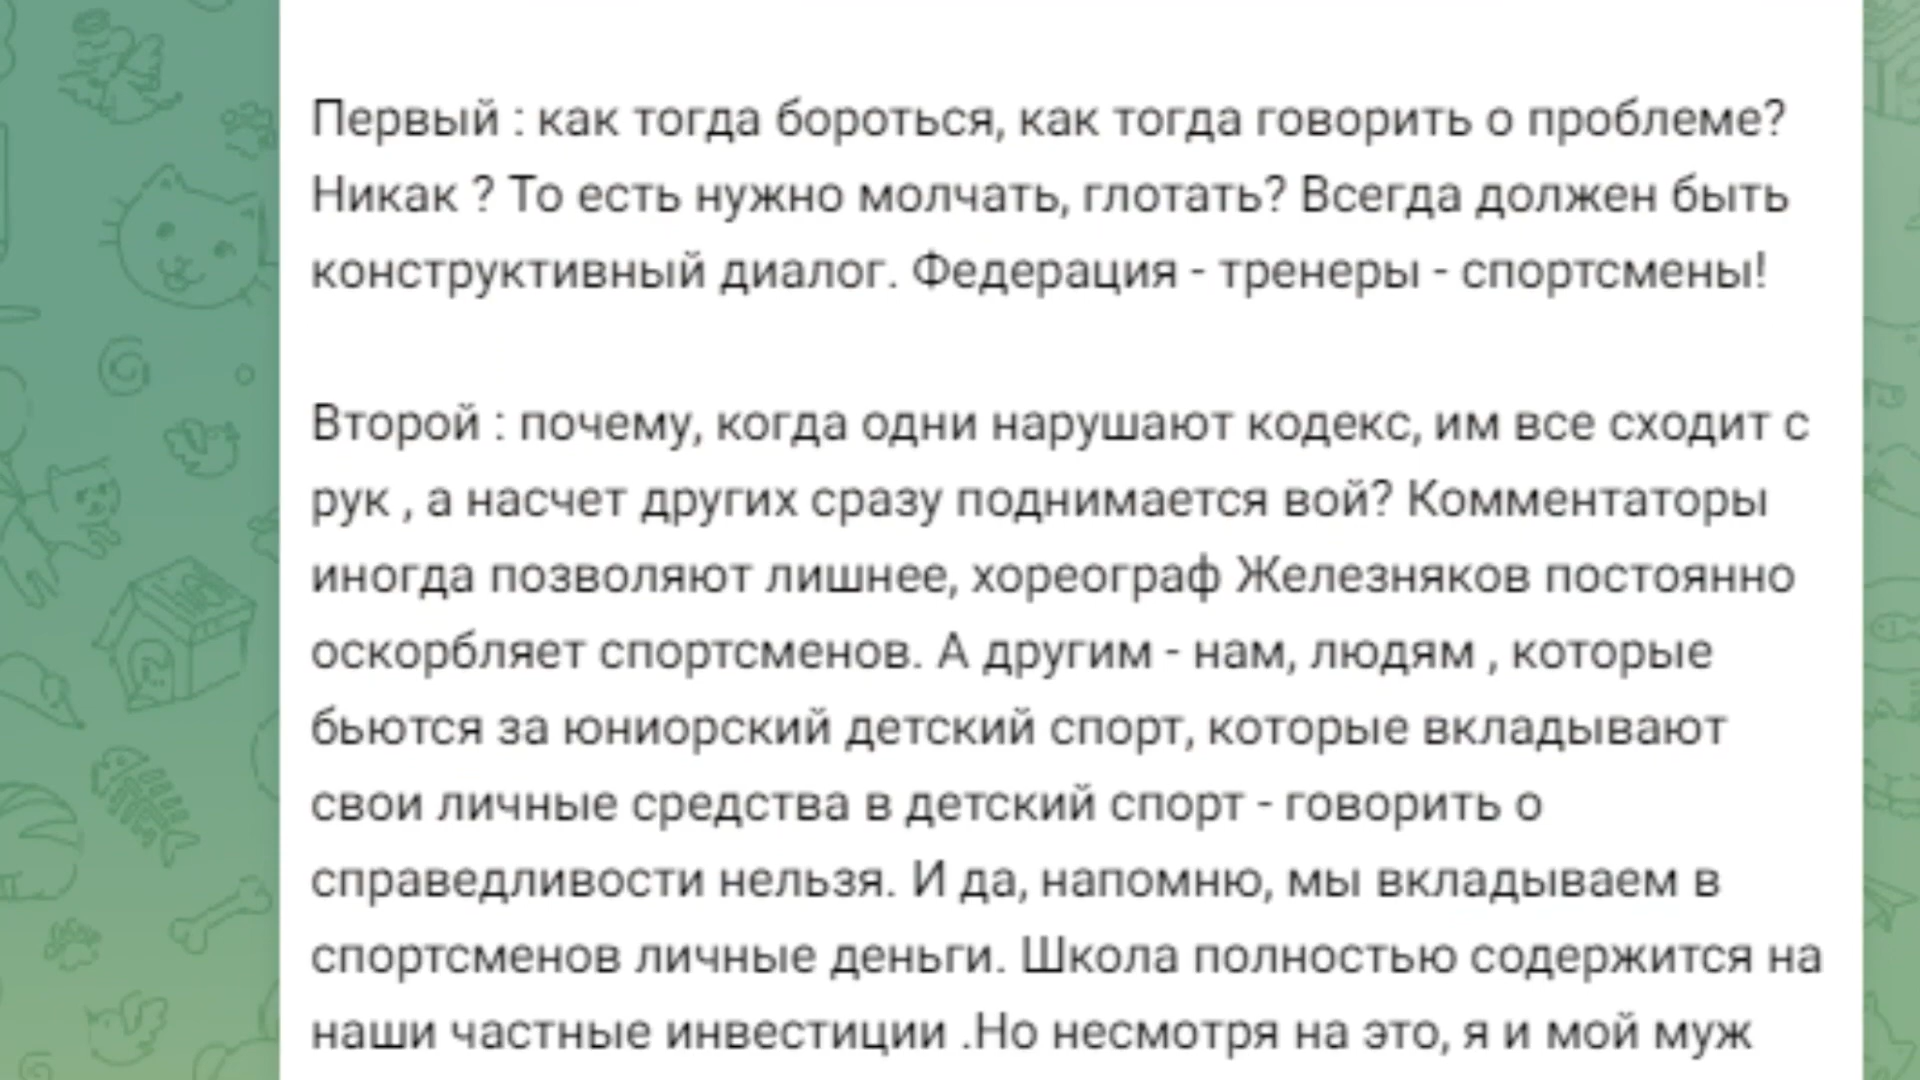 Первый : как тогда бороться, как тогда говорить о проблеме?
Никак ? То есть нужно молчать, глотать? Всегда должен быть
конструктивный диалог. Федерация - тренеры - спортсмены!
Второй : почему, когда одни нарушают кодекс, им все сходит с
рук , а насчет других сразу поднимается вой? Комментаторы
иногда позволяют лишнее, хореограф Железняков постоянно
оскорбляет спортсменов. А другим - нам, людям , которые
бьются за юниорский детский спорт, которые вкладывают
свои личные средства в детский спорт - говорить о
справедливости нельзя. И да, напомню, мы вкладываем в
спортсменов личные деньги. Школа полностью содержится на
наши частные инвестиции .Но несмотря на это, я и мой муж